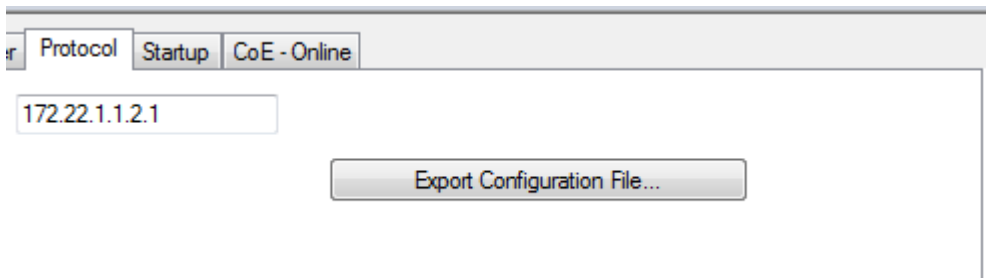 r Protocol Startup CoE - Online
172.22.1.1.2.1
Export Configuration File...